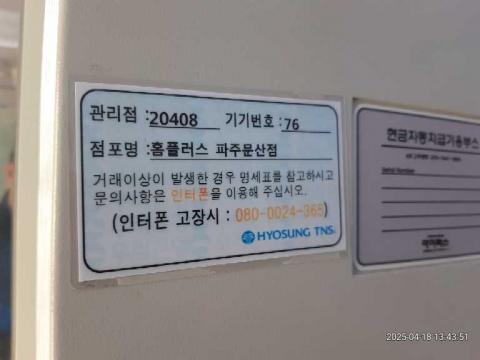 관리점 :20408 기기번호 :76
점포명 :홈플러스 파주문산점
거래이상이 발생한 경우 명세표를 참고하시고
문의사항은 인터폰을 이용해 주십시오.
(인터폰 고장시 : 080-0024-365)
HYOSUNG TNS
현금자동지급기용부스
Serial Number
2025-04-18 13:43:51